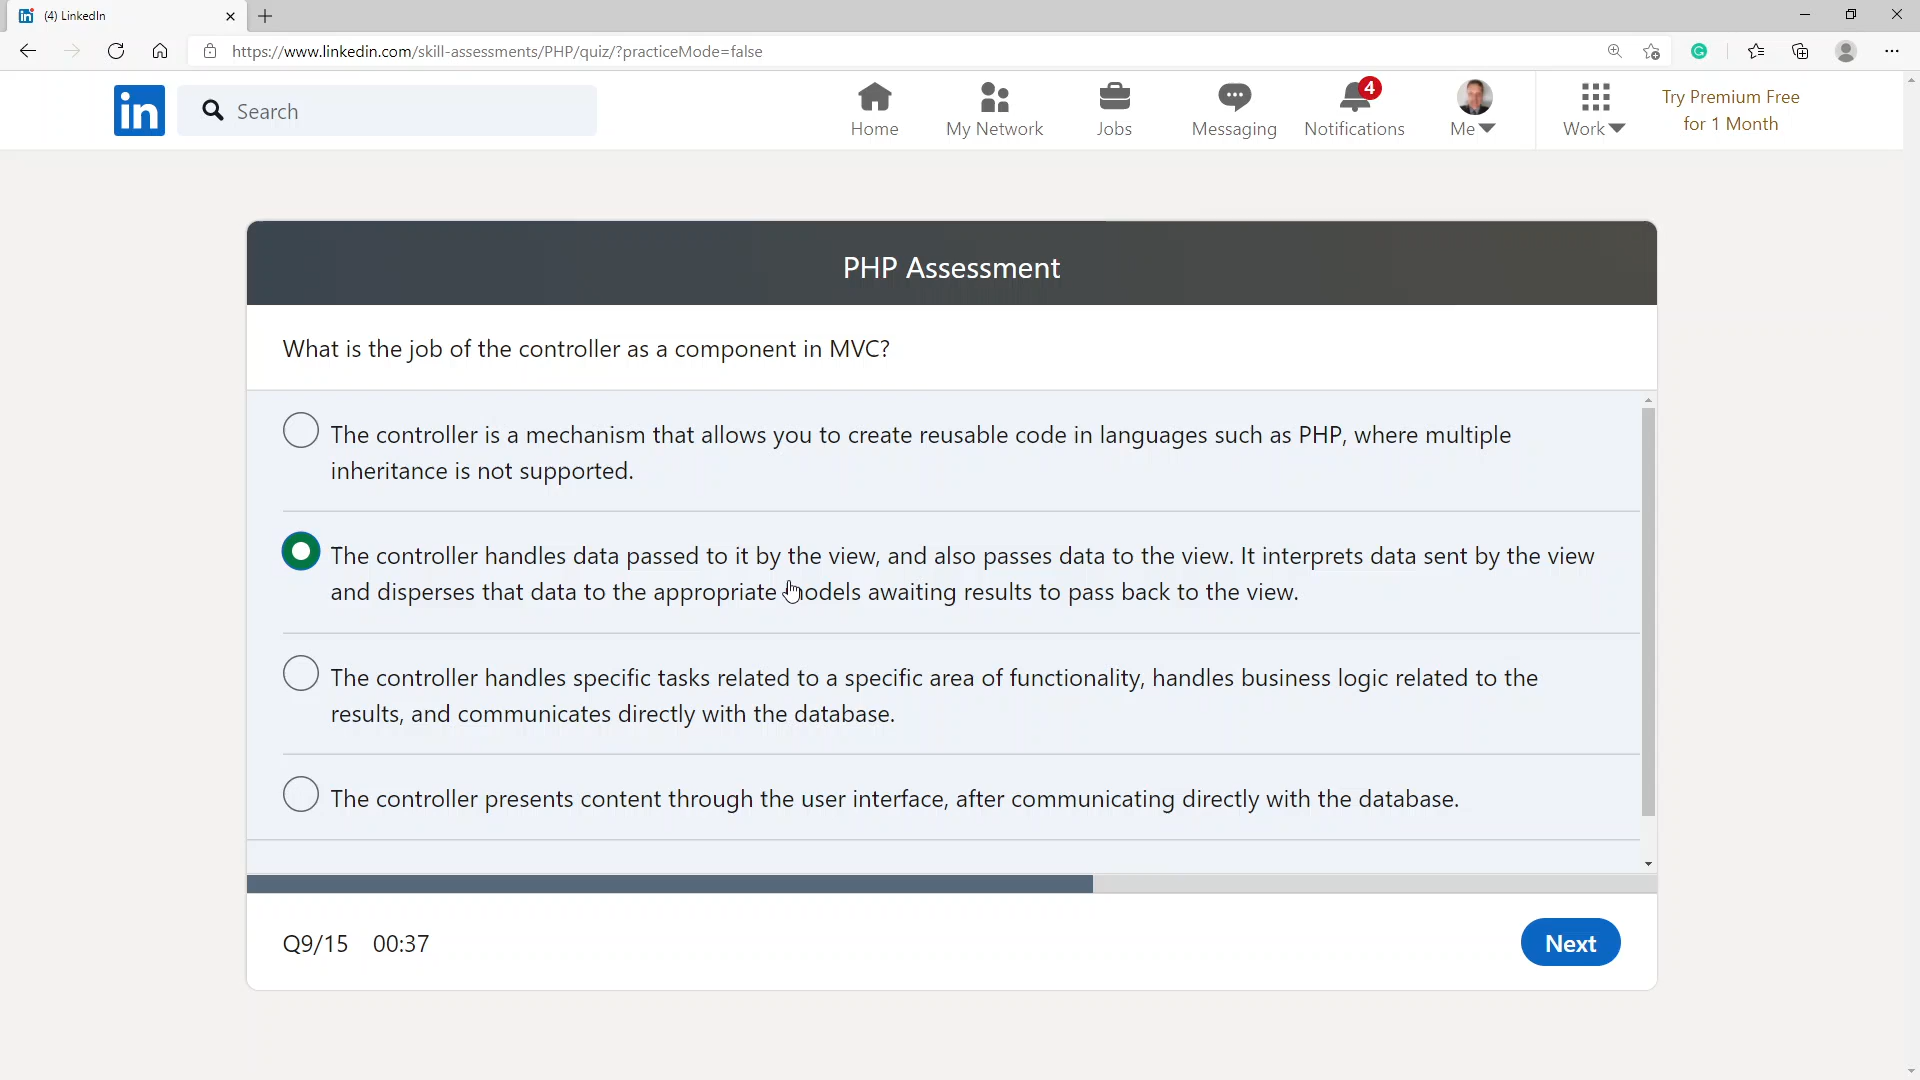 (4) LinkedIn
https://www.linkedin.com/skill-assessments/PHP/quiz/?practiceMode=false
in
Search
Home
My Network
Jobs
Messaging
4
Notifications
Me
Work
Try Premium Free
for 1 Month
PHP Assessment
What is the job of the controller as a component in MVC?
The controller is a mechanism that allows you to create reusable code in languages such as PHP, where multiple
inheritance is not supported.
The controller handles data passed to it by the view, and also passes data to the view. It interprets data sent by the view
and disperses that data to the appropriate models awaiting results to pass back to the view.
The controller handles specific tasks related to a specific area of functionality, handles business logic related to the
results, and communicates directly with the database.
The controller presents content through the user interface, after communicating directly with the database.
Q9/15 00:37
Next